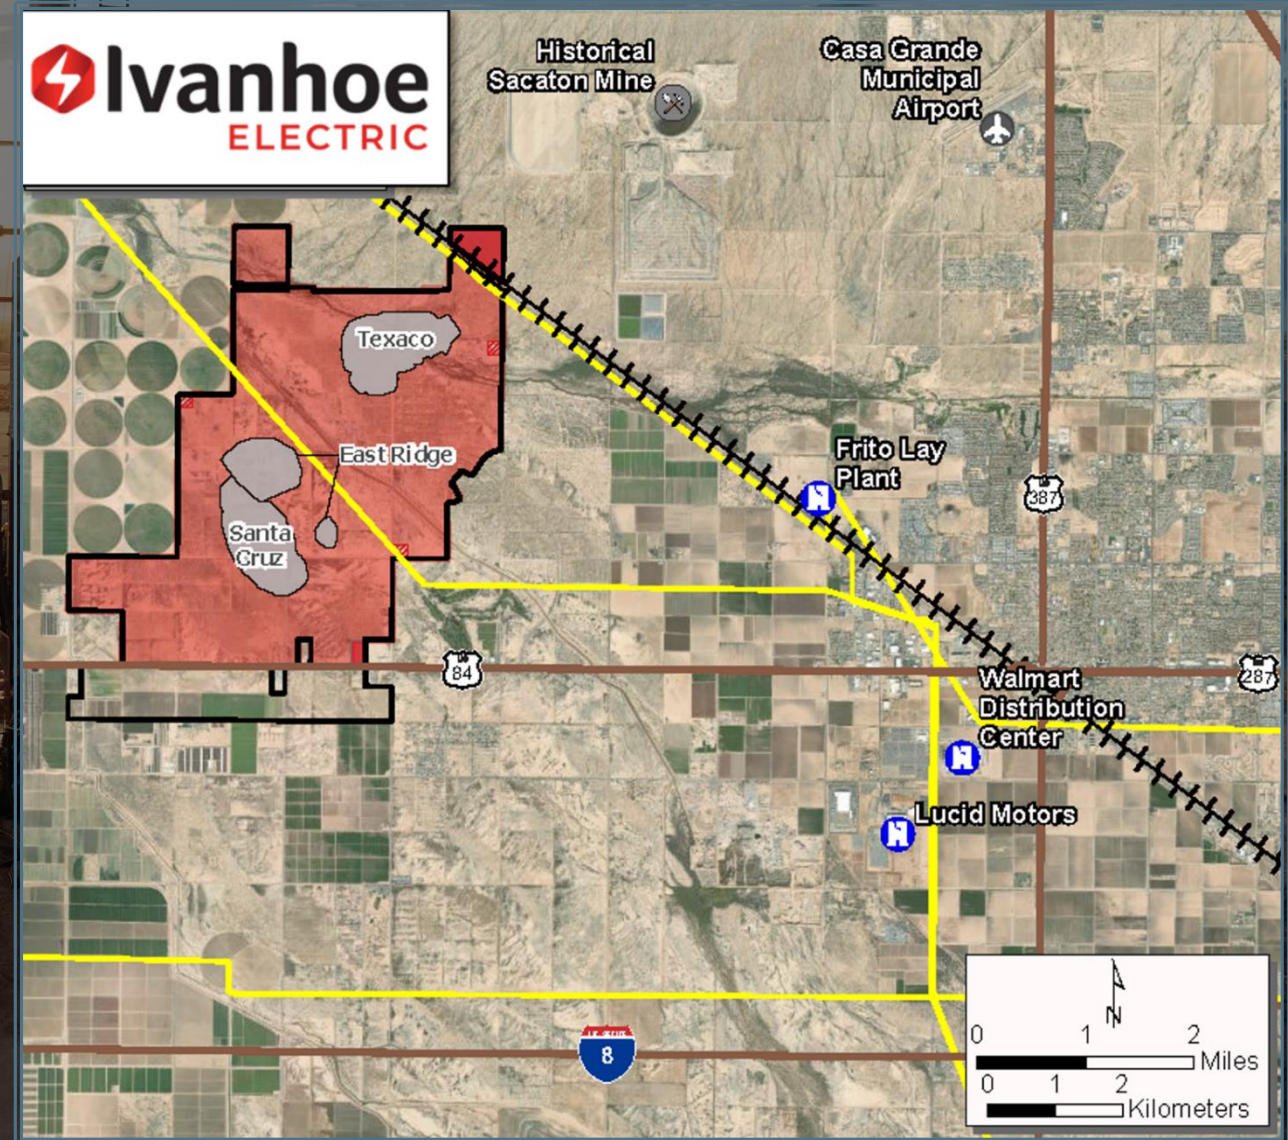 Ivanhoe
ELECTRIC
Historical
Sacaton Mine
Casa Grande
Municipal
Airport
Texaco
East Ridge
Santa
Cruz
Frito Lay
Plant
387
84
287
Walmart
Distribution
Center
Lucid Motors
8
N
0 1 2
Miles
0 1 2
Kilometers